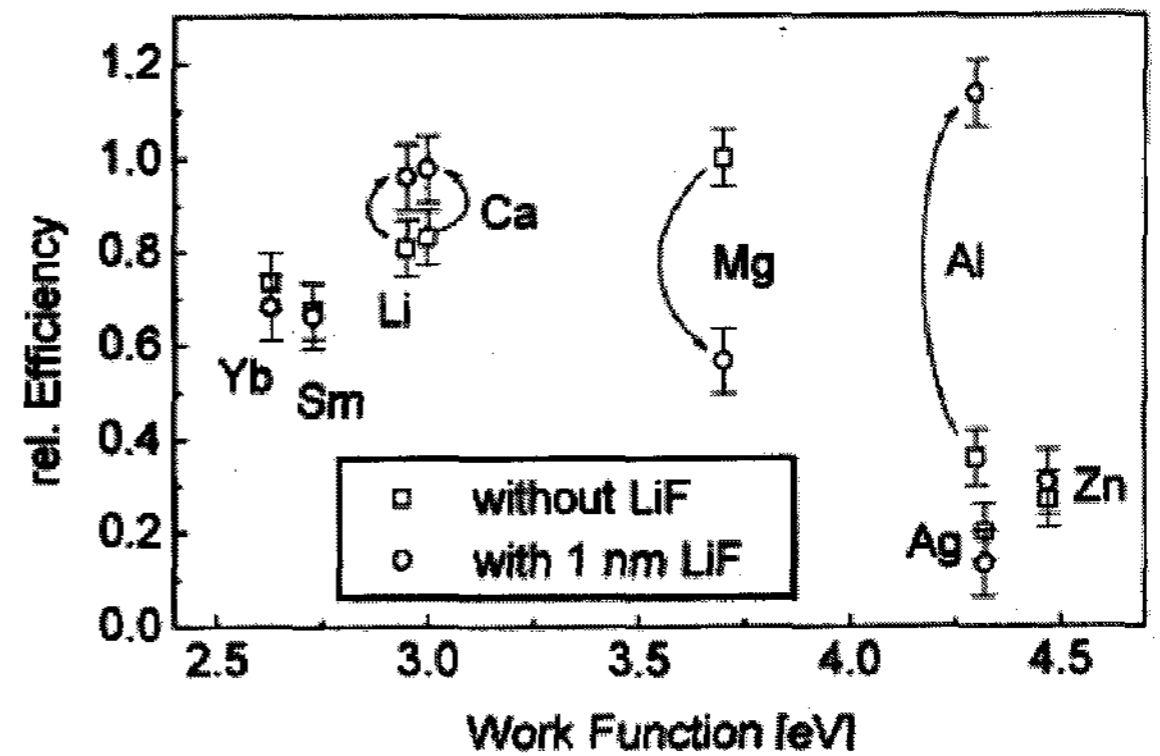 1.2
1.0
0.8
0.6
0.4
0.2
0.0
rel. Efficiency
Yb
Sm
Li
Ca
Mg
Al
Ag
Zn
without LiF
with 1 nm LiF
2.5 3.0 3.5 4.0 4.5
Work Function [eV]